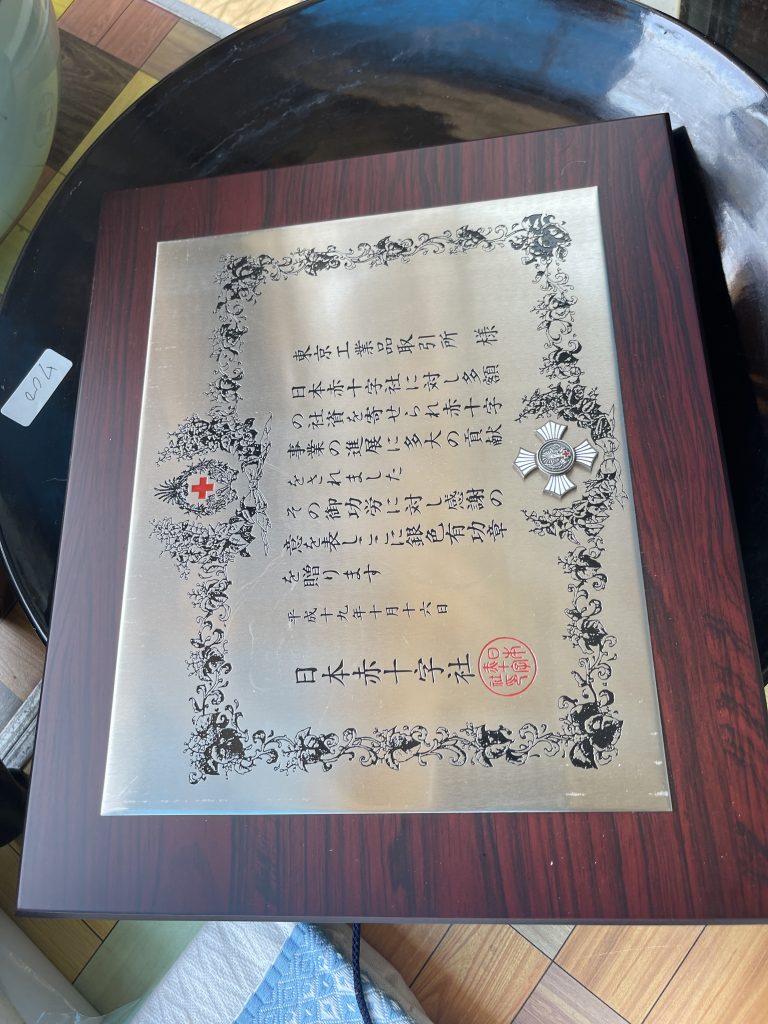 東京工業品取引所 様
日本赤十字社に対し多額
の社資を寄せられ赤十字
事業の進展に多大の貢献
をされました
その御功労に対し感謝の
意を表しここに銀色有功章
を贈ります
平成十九年十月十六日
日本赤十字社
700